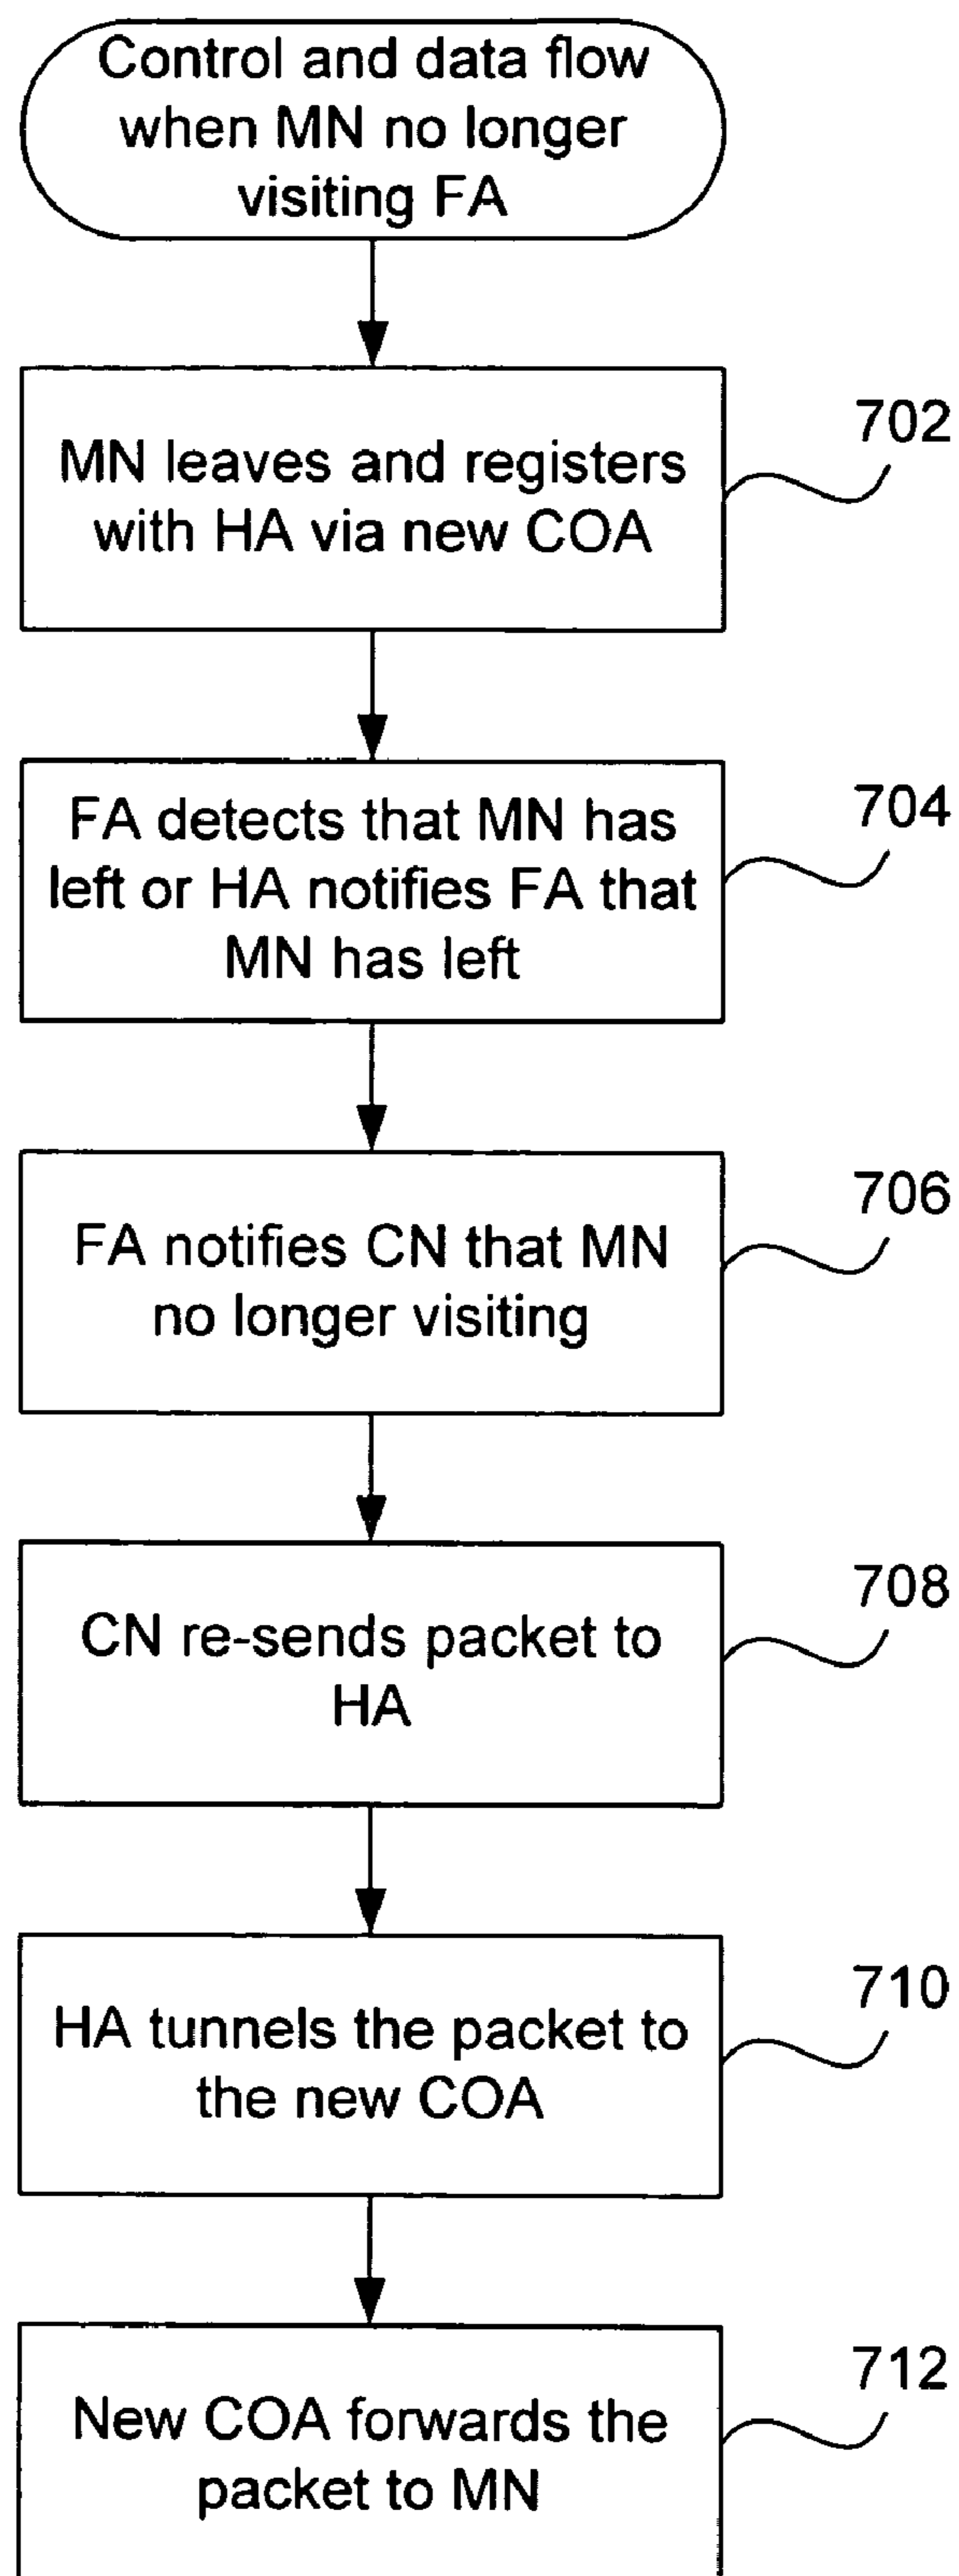 Control and data flow
when MN no longer
visiting FA
MN leaves and registers
with HA via new COA
702
FA detects that MN has
left or HA notifies FA that
MN has left
704
FA notifies CN that MN
no longer visiting
706
CN re-sends packet to
HA
708
HA tunnels the packet to
the new COA
710
New COA forwards the
packet to MN
712